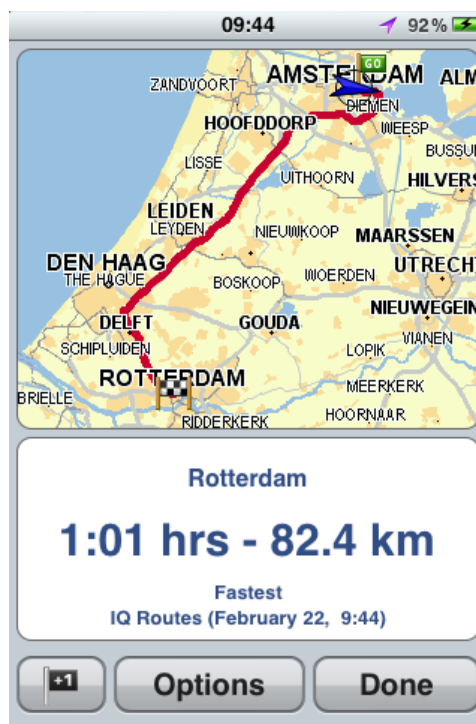 09:44 92%
AMSTERDAM
GO
ALM
ZANDVOORT
DIEMEN
HOOFDDORP
WEESP
BUSSU
LISSE
UITHOORN
HILVERS
LEIDEN
LEYDEN
NIEUWKOOP
MAARSSEN
DEN HAAG
THE HAGUE
WOERDEN
UTRECHT
BOSKOOP
NIEUWEGEIN
DELFT
GOUDA
VIANEN
SCHIPLUIDEN
LOPIK
ROTTERDAM
MEERKERK
BRIELLE
HOORNAAR
RIDDERKERK
Rotterdam
1:01 hrs - 82.4 km
Fastest
IQ Routes (February 22, 9:44)
+1 Options Done